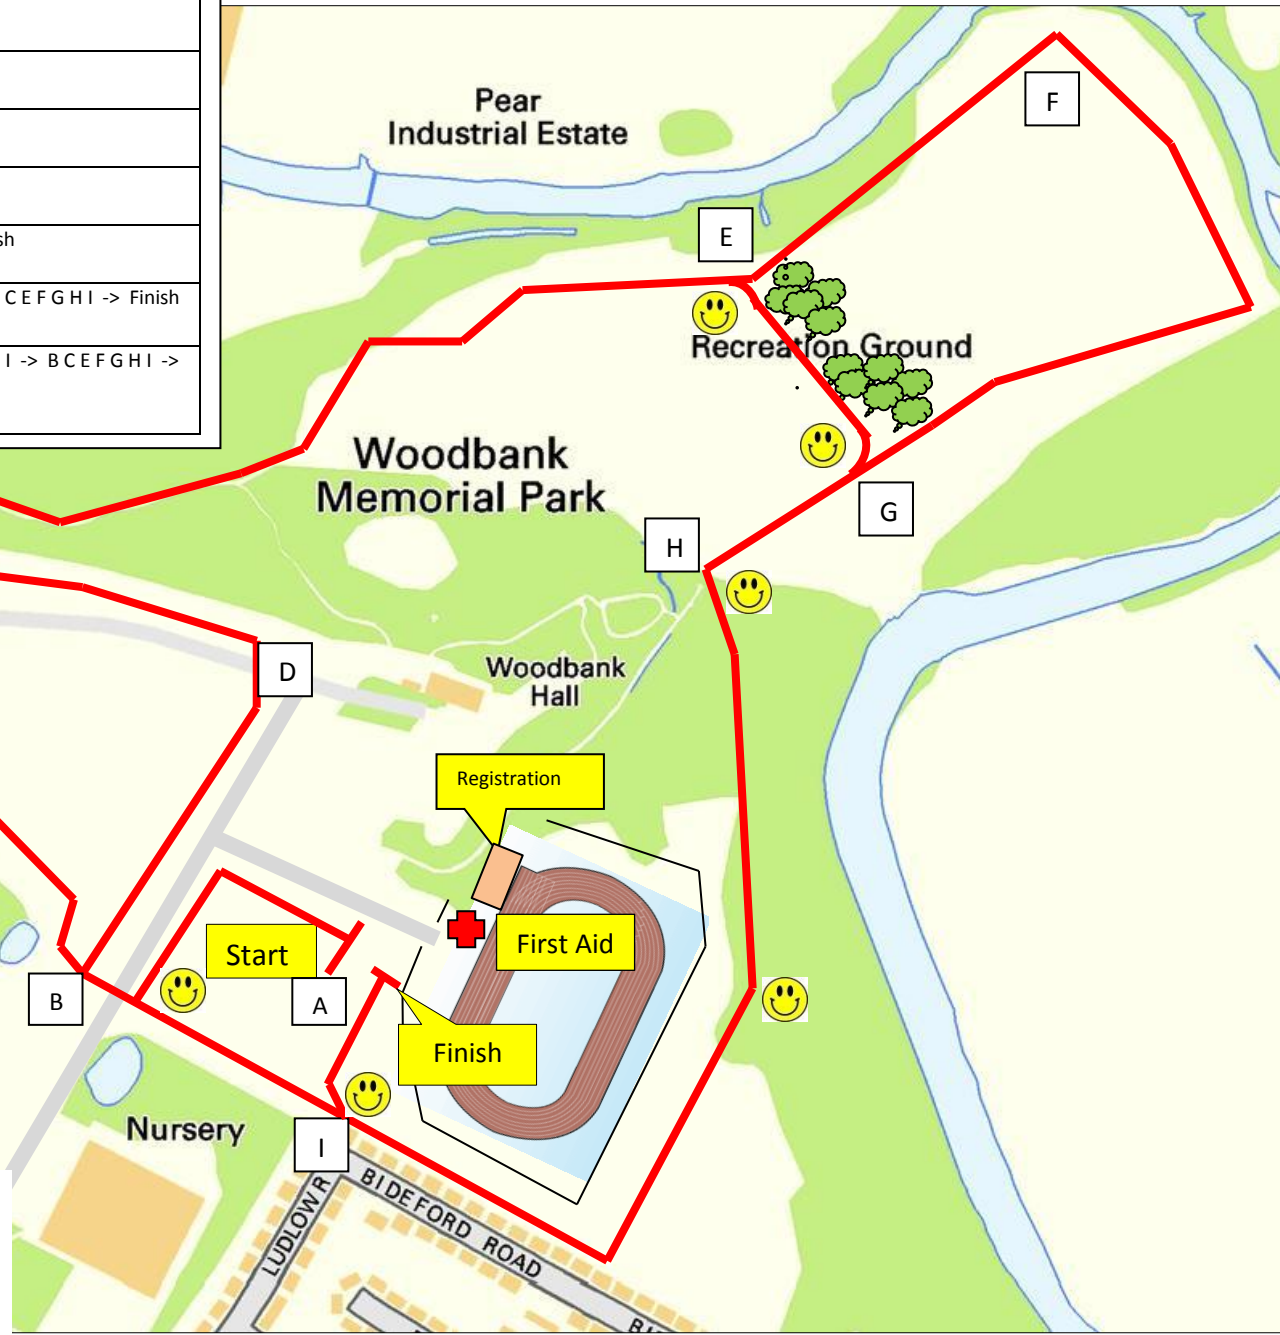 sh
C E F G H I -> Finish
I -> B C E F G H I ->
Pear
Industrial Estate
F
E
Recreation Ground
Woodbank
Memorial Park
G
H
D
Woodbank
Hall
Registration
Start
First Aid
B
A
Finish
Nursery
I
LUDLOW R
BIDEFORD ROAD